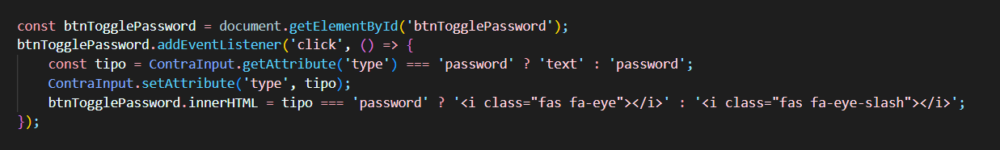 const btnTogglePassword = document.getElementById('btnTogglePassword');
btnTogglePassword.addEventListener('click', () => {
    const tipo = ContraInput.getAttribute('type') === 'password' ? 'text' : 'password';
    ContraInput.setAttribute('type', tipo);
    btnTogglePassword.innerHTML = tipo === 'password' ? '<i class="fas fa-eye"></i>' : '<i class="fas fa-eye-slash"></i>';
});